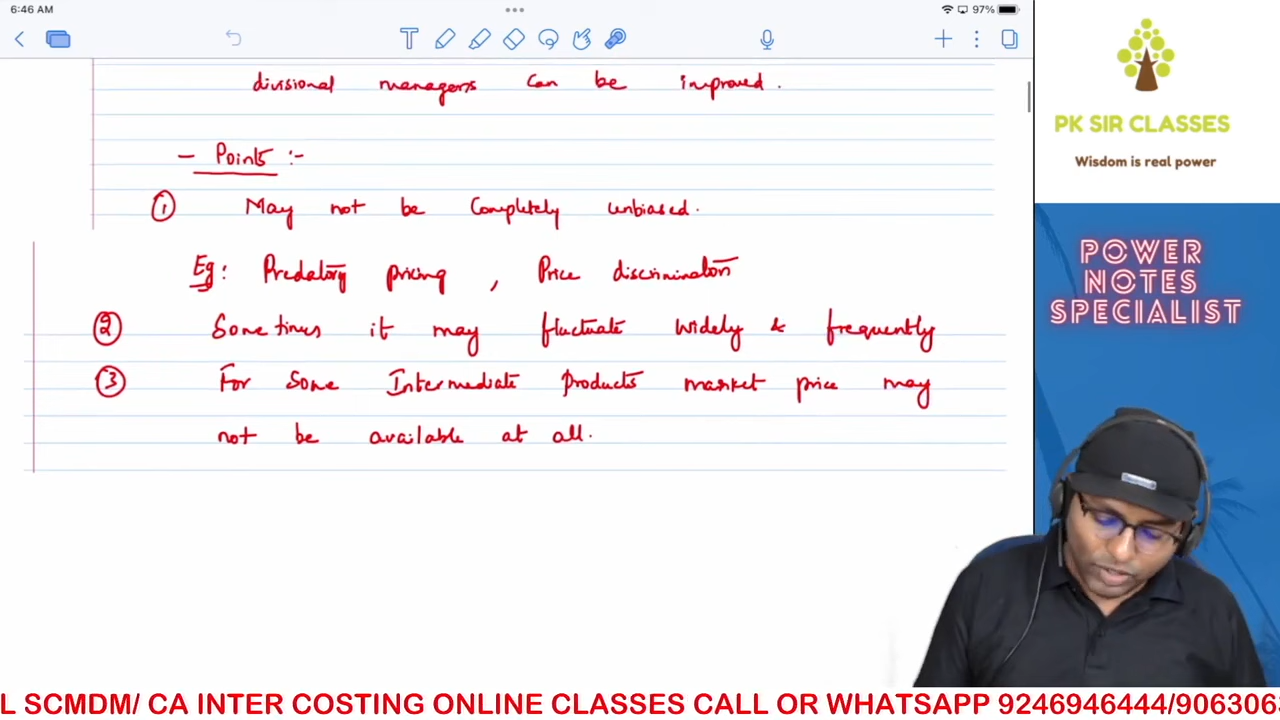 6:46 AM
97%
divisional managers can be improved.
- Points :-
① May not be completely unbiased.
Eg: Predatory pricing, Price discrimination
② Sometimes it may fluctuate widely & frequently
③ For some Intermediate Products market price may
not be available at all.
PK SIR CLASSES
Wisdom is real power
POWER
NOTES
SPECIALIST
L SCMDM/ CA INTER COSTING ONLINE CLASSES CALL OR WHATSAPP 9246946444/906306